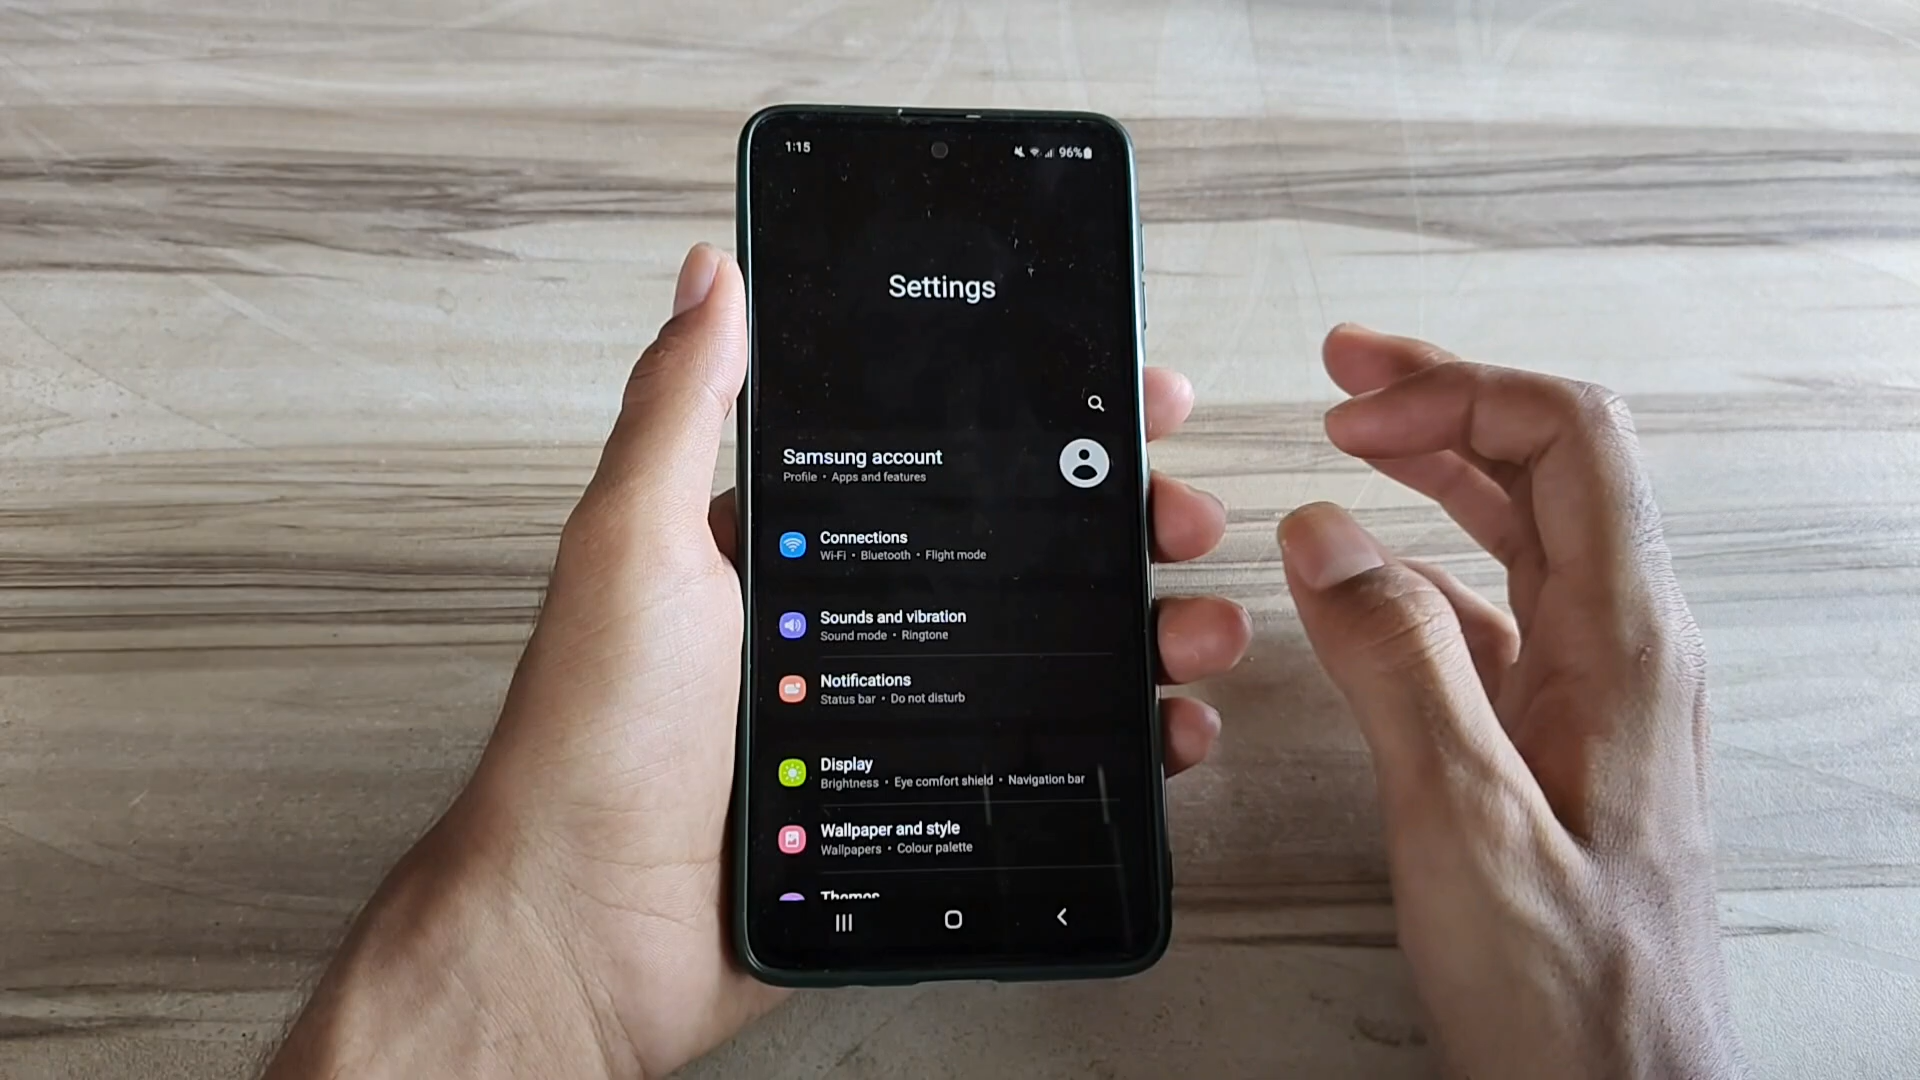 1:15
96%
Settings
Samsung account
Profile • Apps and features
Connections
Wi-Fi • Bluetooth • Flight mode
Sounds and vibration
Sound mode • Ringtone
Notifications
Status bar • Do not disturb
Display
Brightness • Eye comfort shield • Navigation bar
Wallpaper and style
Wallpapers • Colour palette
Themes